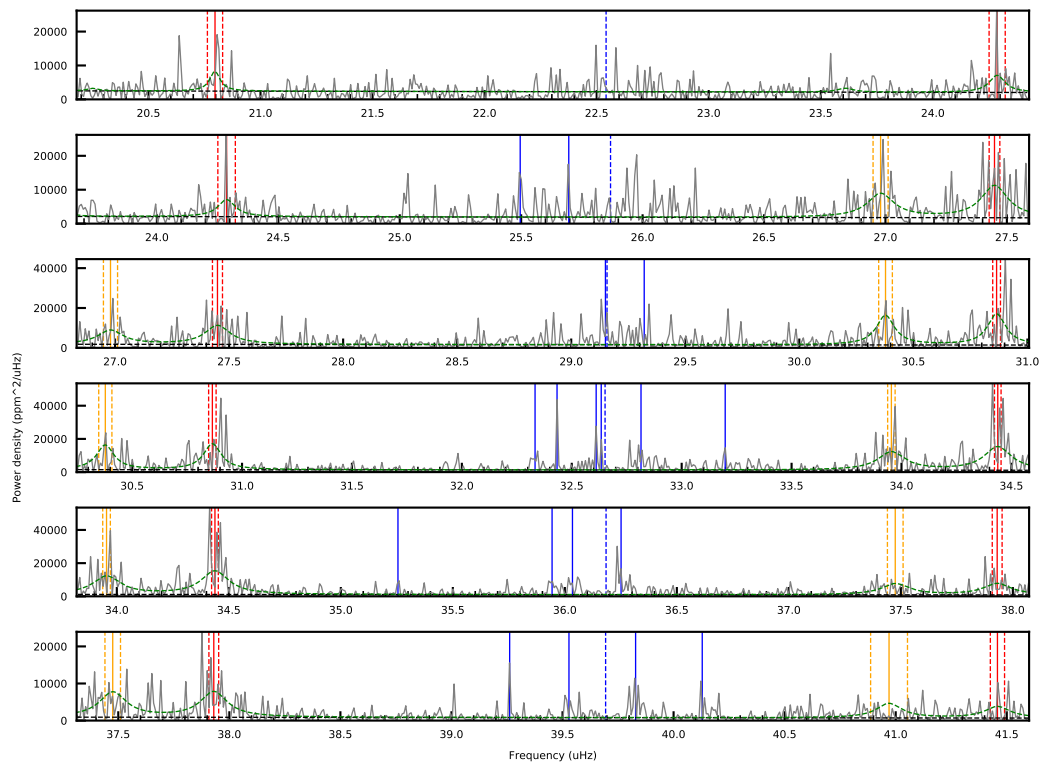 20000
10000
0
20.5 21.0 21.5 22.0 22.5 23.0 23.5 24.0
20000
10000
0
24.0 24.5 25.0 25.5 26.0 26.5 27.0 27.5
40000
20000
0
27.0 27.5 28.0 28.5 29.0 29.5 30.0 30.5 31.0
Power density (ppm^2/uHz)
40000
20000
0
30.5 31.0 31.5 32.0 32.5 33.0 33.5 34.0 34.5
40000
20000
0
34.0 34.5 35.0 35.5 36.0 36.5 37.0 37.5 38.0
20000
10000
0
37.5 38.0 38.5 39.0 39.5 40.0 40.5 41.0 41.5
Frequency (uHz)